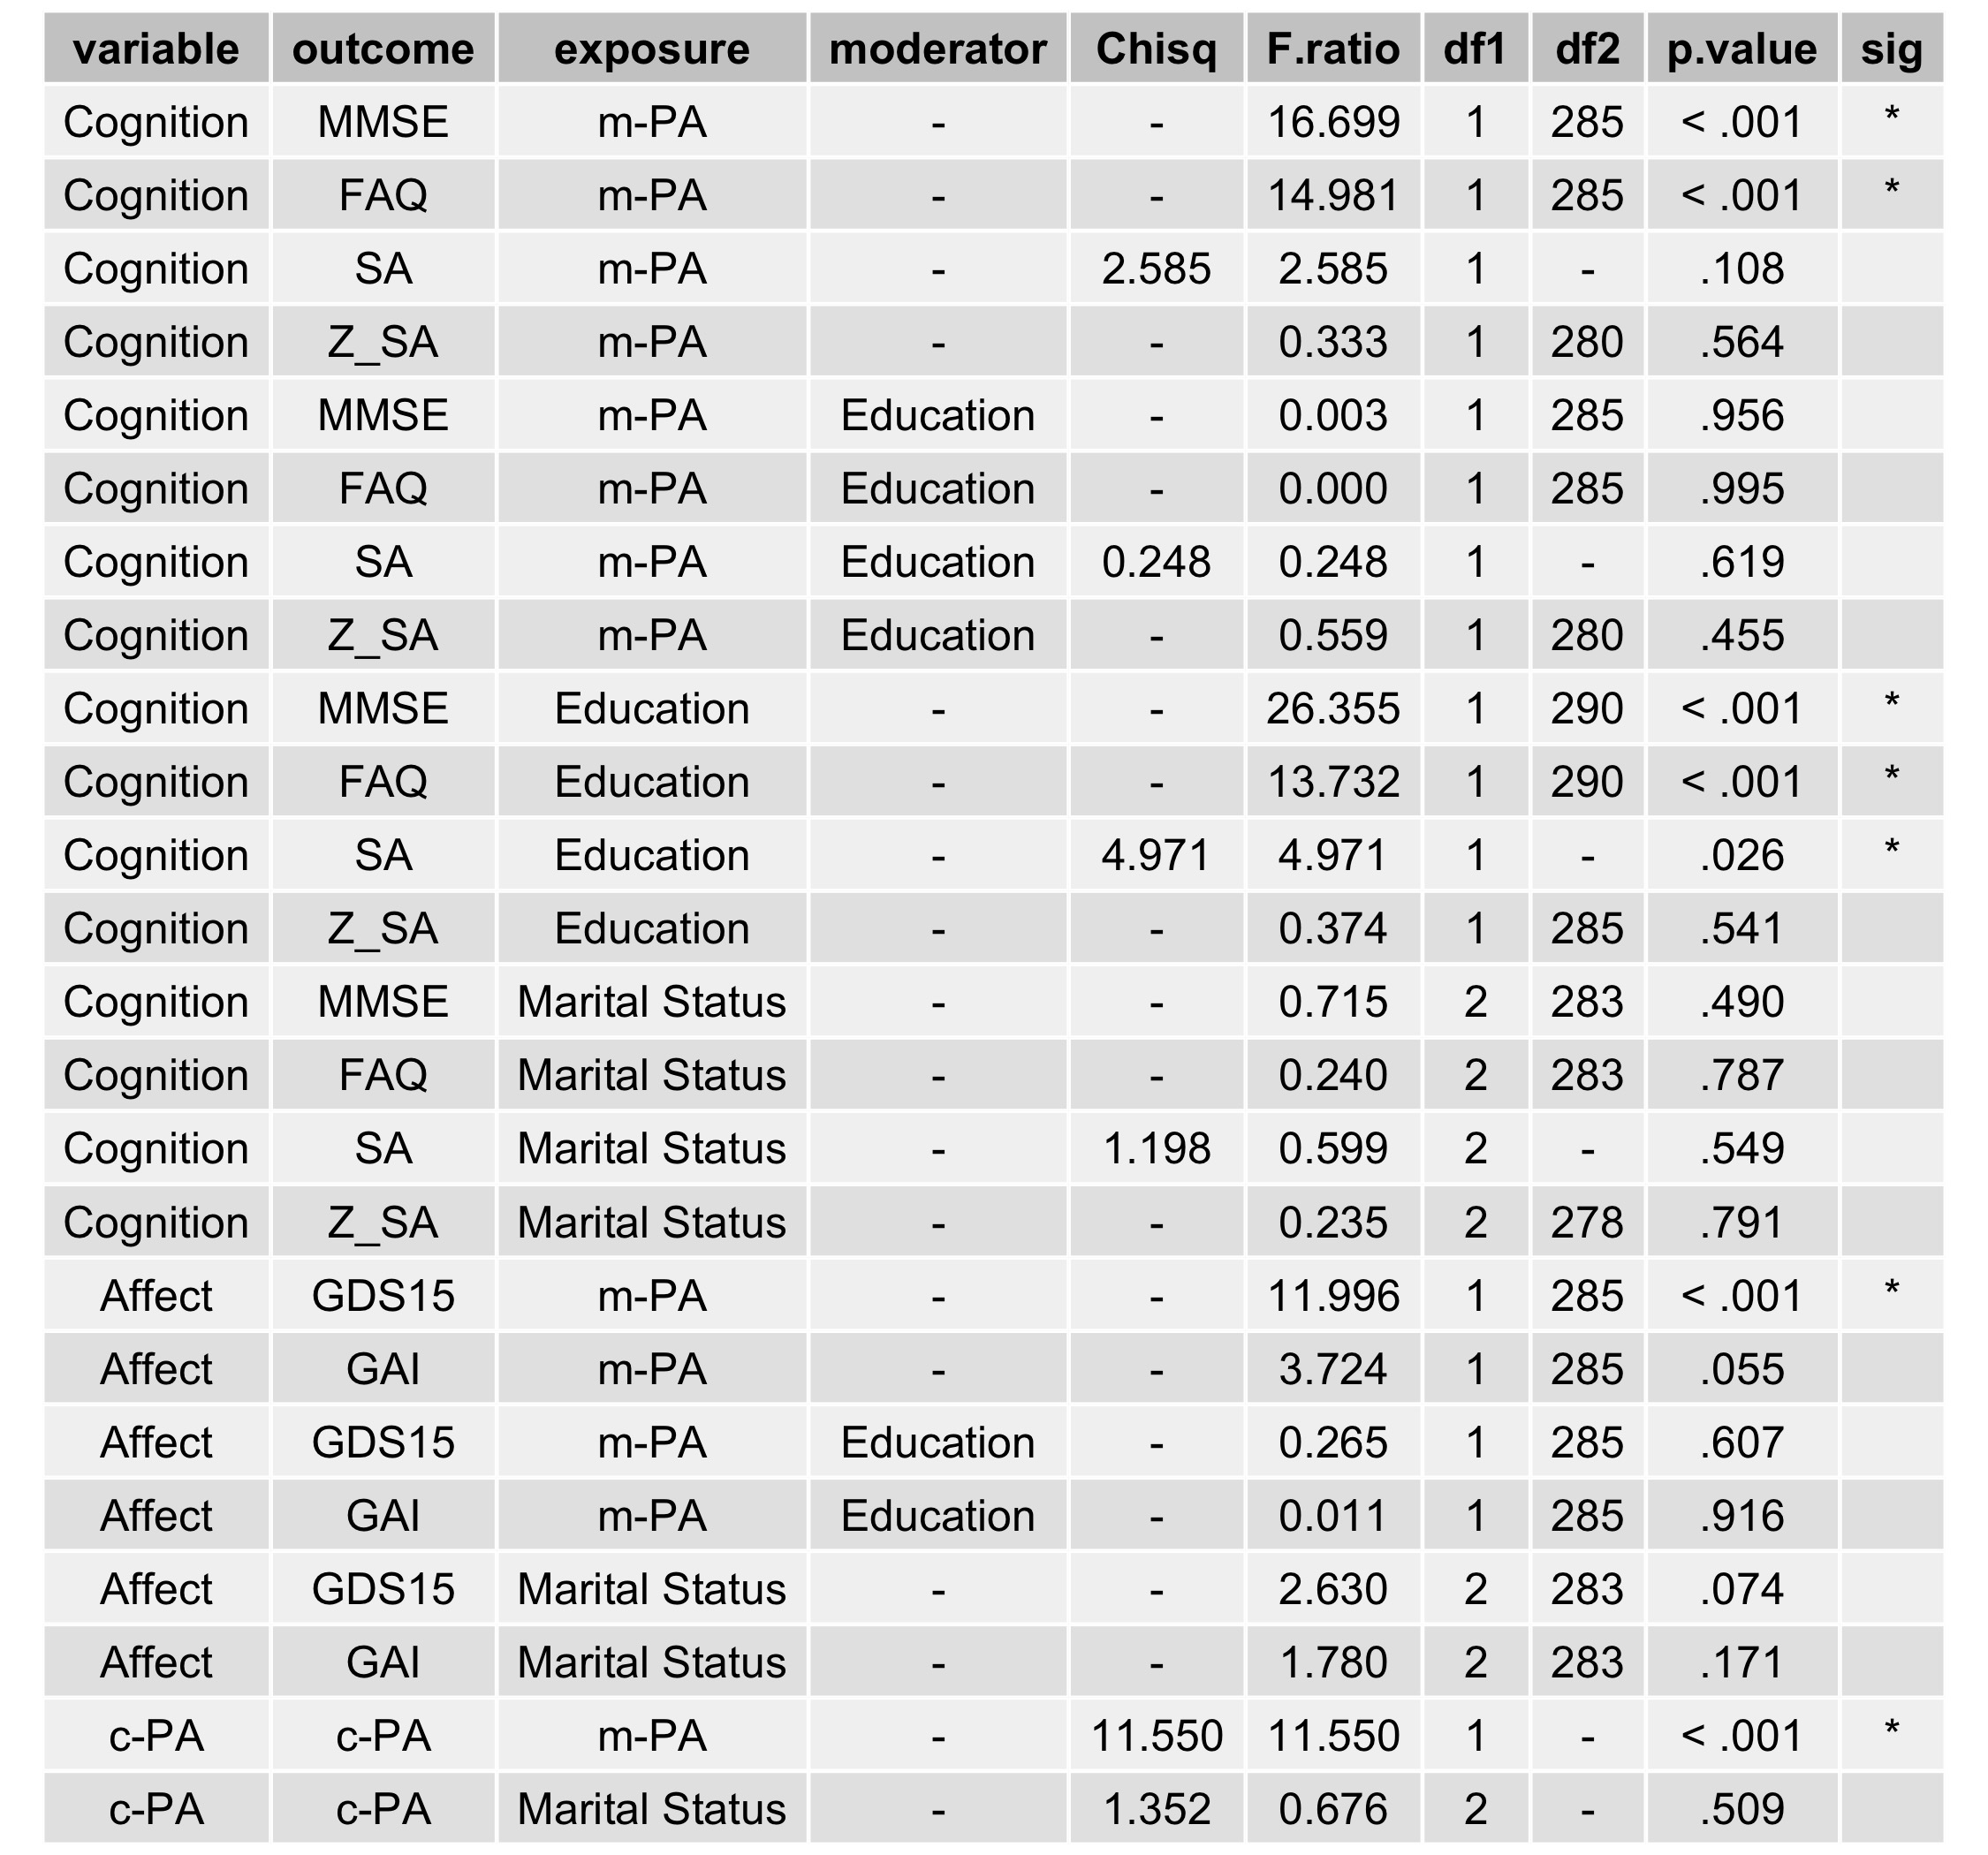 variable outcome exposure moderator Chisq F.ratio df1 df2 p.value sig
Cognition MMSE m-PA - - 16.699 1 285 < .001 *
Cognition FAQ m-PA - - 14.981 1 285 < .001 *
Cognition SA m-PA - 2.585 2.585 1 - .108
Cognition Z_SA m-PA - - 0.333 1 280 .564
Cognition MMSE m-PA Education - 0.003 1 285 .956
Cognition FAQ m-PA Education - 0.000 1 285 .995
Cognition SA m-PA Education 0.248 0.248 1 - .619
Cognition Z_SA m-PA Education - 0.559 1 280 .455
Cognition MMSE Education - - 26.355 1 290 < .001 *
Cognition FAQ Education - - 13.732 1 290 < .001 *
Cognition SA Education - 4.971 4.971 1 - .026 *
Cognition Z_SA Education - - 0.374 1 285 .541
Cognition MMSE Marital Status - - 0.715 2 283 .490
Cognition FAQ Marital Status - - 0.240 2 283 .787
Cognition SA Marital Status - 1.198 0.599 2 - .549
Cognition Z_SA Marital Status - - 0.235 2 278 .791
Affect GDS15 m-PA - - 11.996 1 285 < .001 *
Affect GAI m-PA - - 3.724 1 285 .055
Affect GDS15 m-PA Education - 0.265 1 285 .607
Affect GAI m-PA Education - 0.011 1 285 .916
Affect GDS15 Marital Status - - 2.630 2 283 .074
Affect GAI Marital Status - - 1.780 2 283 .171
c-PA c-PA m-PA - 11.550 11.550 1 - < .001 *
c-PA c-PA Marital Status - 1.352 0.676 2 - .509